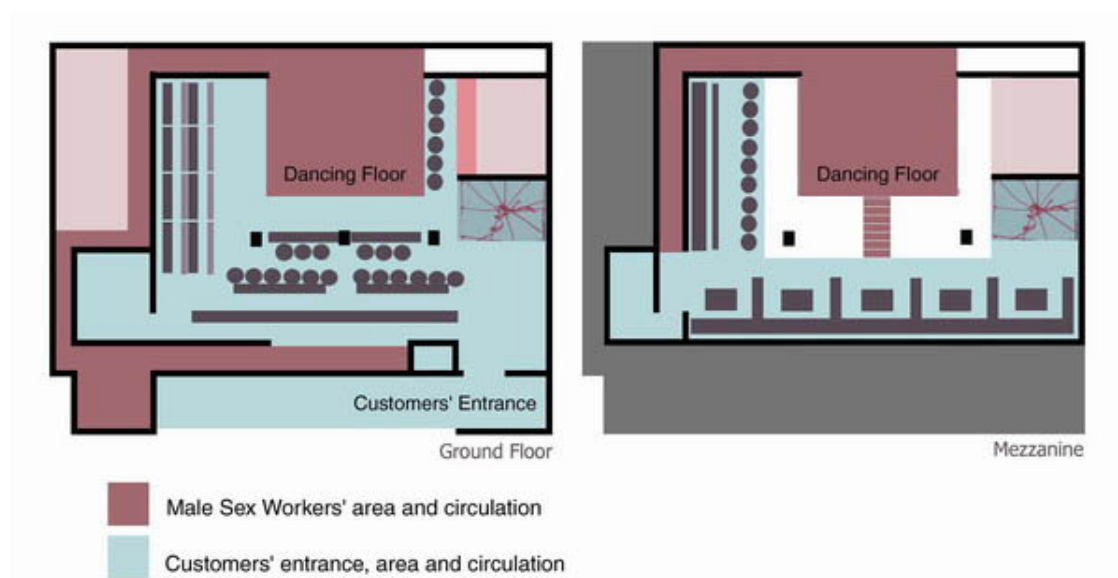 Dancing Floor
Dancing Floor
Customers' Entrance
Ground Floor
Mezzanine
Male Sex Workers' area and circulation
Customers' entrance, area and circulation